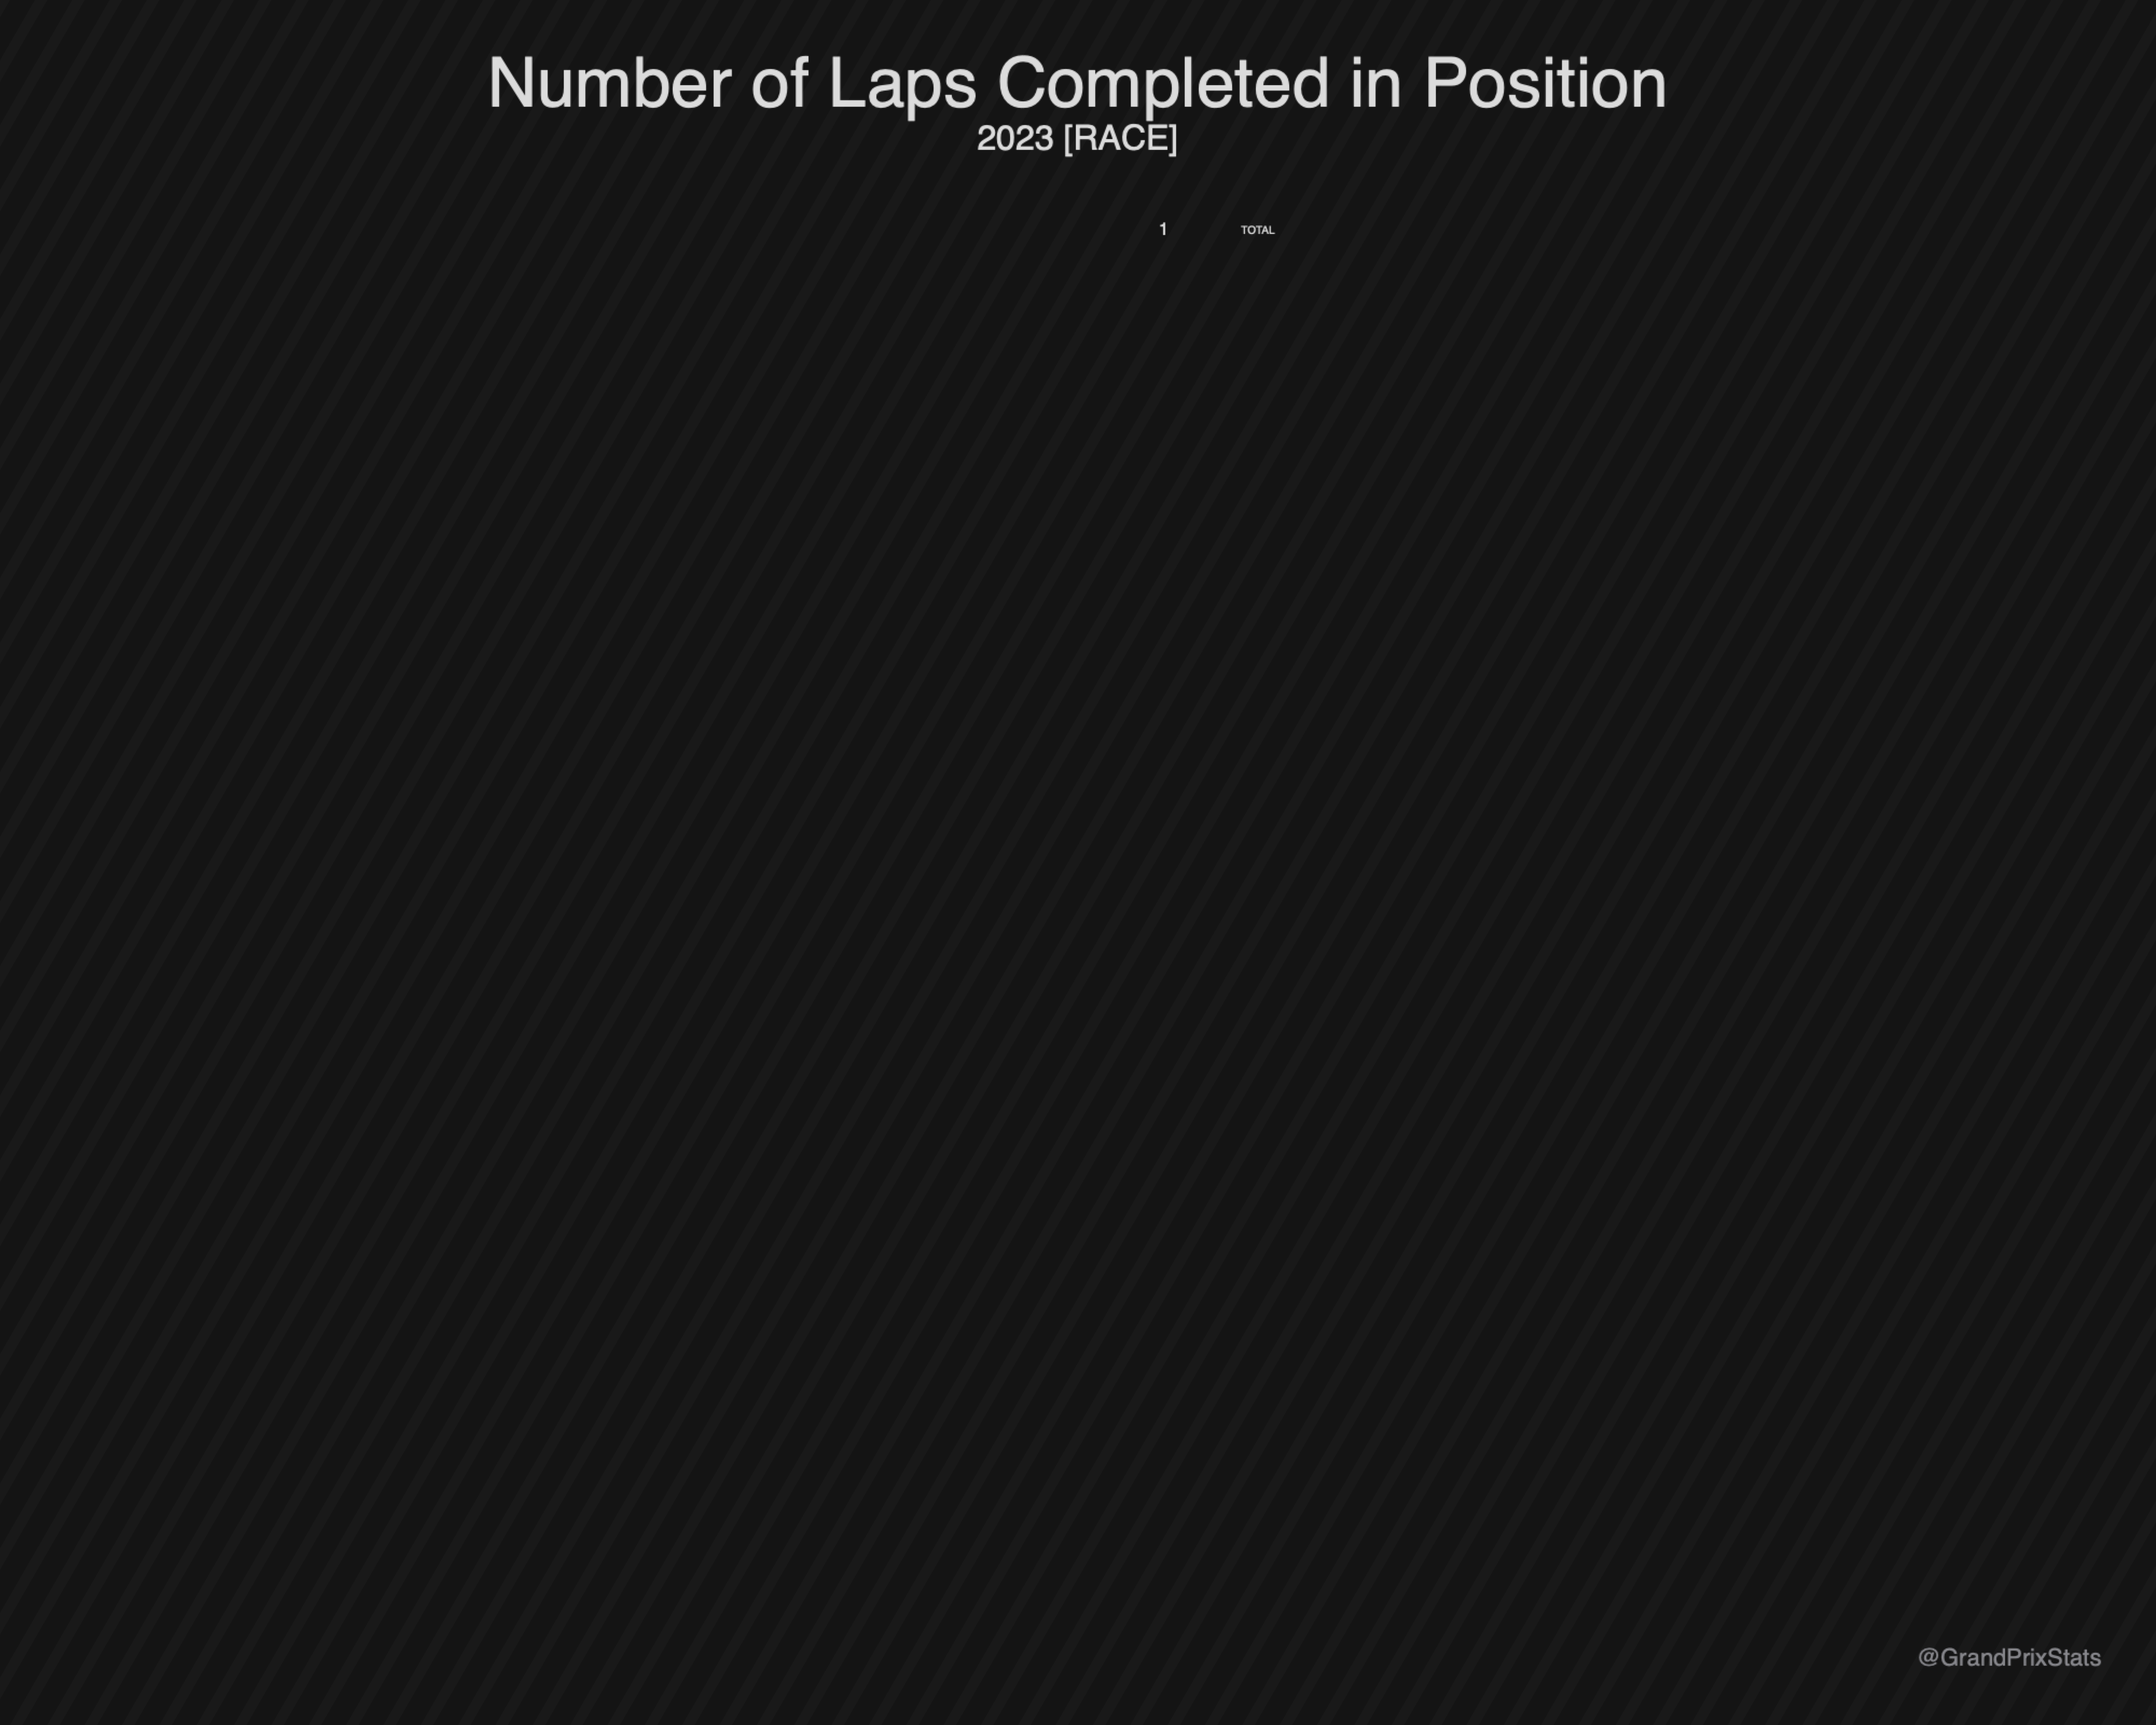 Number of Laps Completed in Position
2023 [RACE]
1 TOTAL
@GrandPrixStats